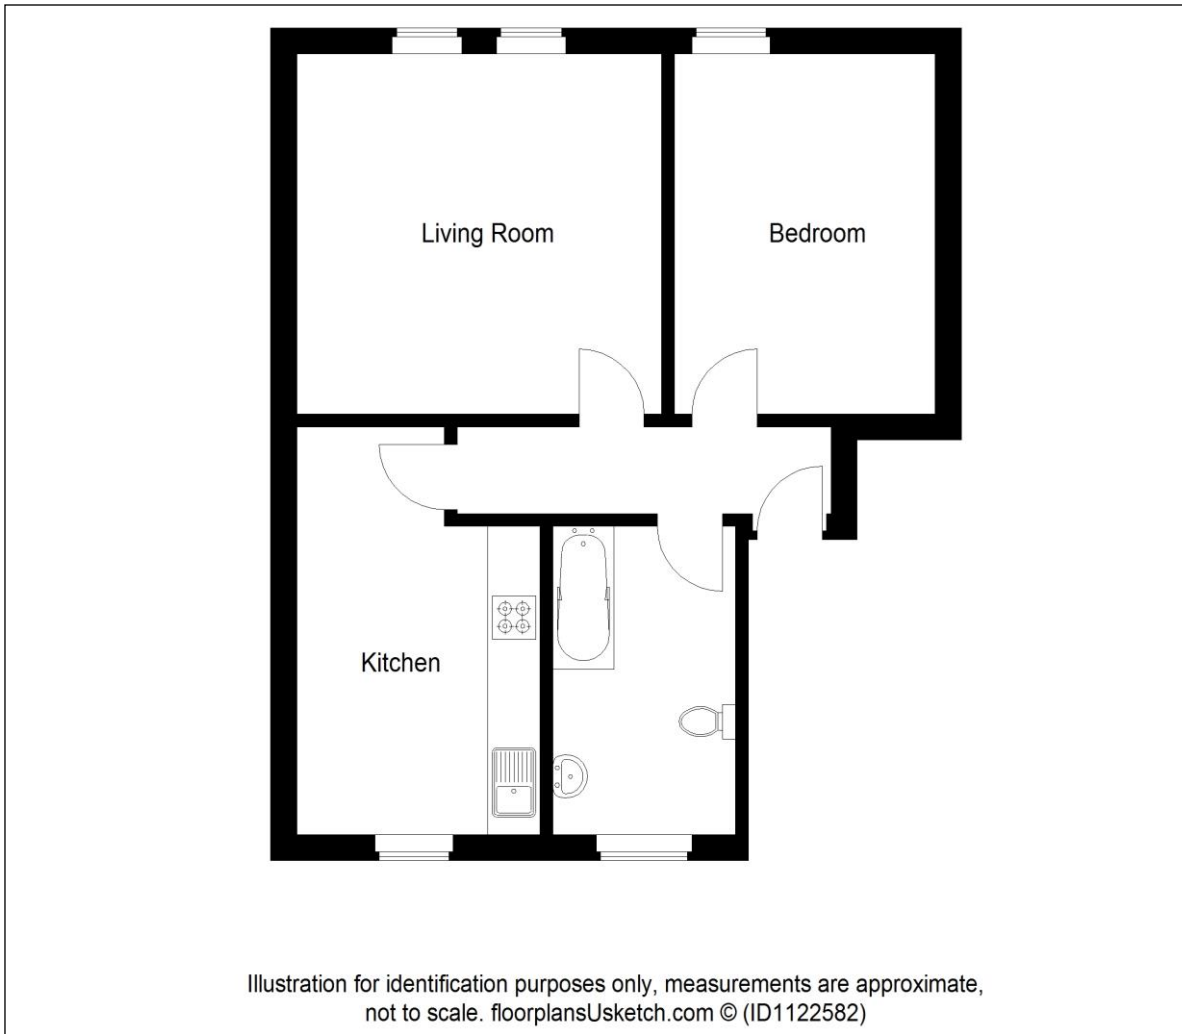 Living Room
Bedroom
Kitchen
Illustration for identification purposes only, measurements are approximate,
not to scale. floorplansUsketch.com © (ID1122582)